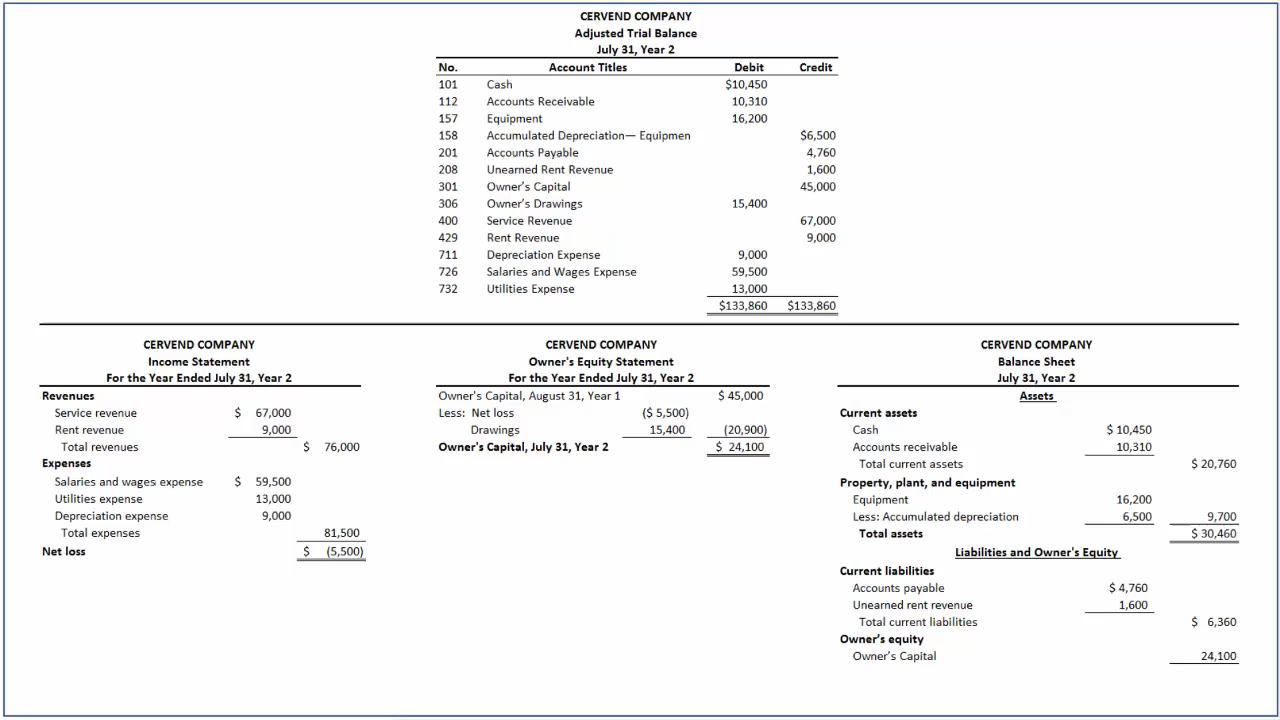 CERVEND COMPANY
Adjusted Trial Balance
July 31, Year 2
No. Account Titles Debit Credit
101 Cash $10,450
112 Accounts Receivable 10,310
157 Equipment 16,200
158 Accumulated Depreciation— Equipmen $6,500
201 Accounts Payable 4,760
208 Unearned Rent Revenue 1,600
301 Owner's Capital 45,000
306 Owner's Drawings 15,400
400 Service Revenue 67,000
429 Rent Revenue 9,000
711 Depreciation Expense 9,000
726 Salaries and Wages Expense 59,500
732 Utilities Expense 13,000
$133,860 $133,860
CERVEND COMPANY
Income Statement
For the Year Ended July 31, Year 2
Revenues
Service revenue $ 67,000
Rent revenue 9,000
Total revenues $ 76,000
Expenses
Salaries and wages expense $ 59,500
Utilities expense 13,000
Depreciation expense 9,000
Total expenses 81,500
Net loss $ (5,500)
CERVEND COMPANY
Owner's Equity Statement
For the Year Ended July 31, Year 2
Owner's Capital, August 31, Year 1 $ 45,000
Less: Net loss ($ 5,500)
Drawings 15,400 (20,900)
Owner's Capital, July 31, Year 2 $ 24,100
CERVEND COMPANY
Balance Sheet
July 31, Year 2
Assets
Current assets
Cash $ 10,450
Accounts receivable 10,310
Total current assets $ 20,760
Property, plant, and equipment
Equipment 16,200
Less: Accumulated depreciation 6,500 9,700
Total assets $ 30,460
Liabilities and Owner's Equity
Current liabilities
Accounts payable $ 4,760
Unearned rent revenue 1,600
Total current liabilities $ 6,360
Owner's equity
Owner's Capital 24,100